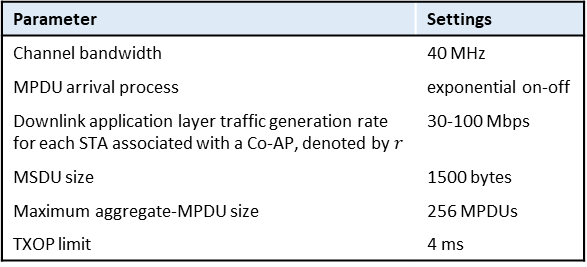 Parameter Settings
Channel bandwidth 40 MHz
MPDU arrival process exponential on-off
Downlink application layer traffic generation rate 30-100 Mbps
for each STA associated with a Co-AP, denoted by r
MSDU size 1500 bytes
Maximum aggregate-MPDU size 256 MPDUs
TXOP limit 4 ms